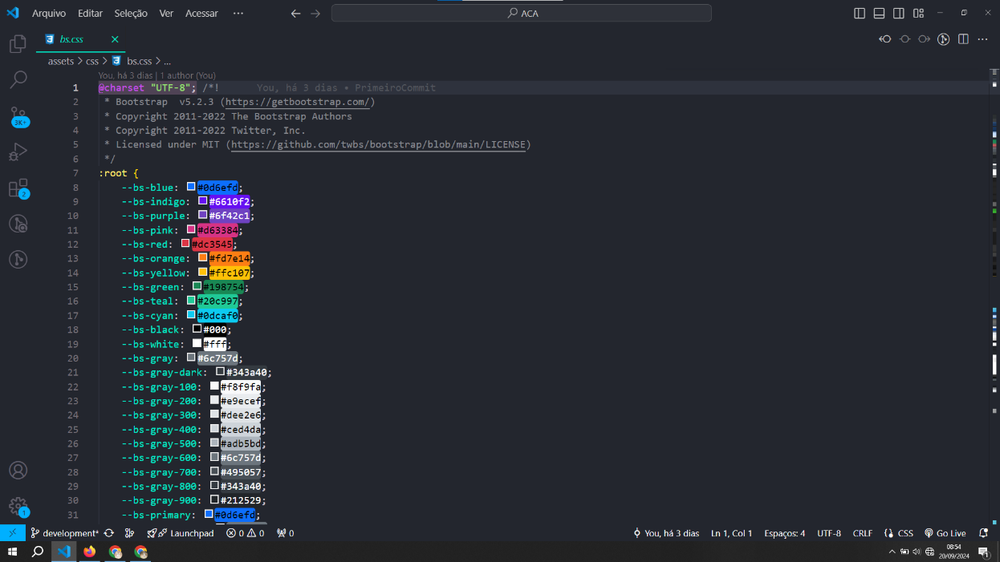 Arquivo Editar Seleção Ver Acessar ··· ACA
bs.css
assets > css > bs.css > ...
You, há 3 dias | 1 author (You)
1 @charset "UTF-8"; /*! You, há 3 dias • PrimeiroCommit
2 * Bootstrap  v5.2.3 (https://getbootstrap.com/)
3 * Copyright 2011-2022 The Bootstrap Authors
4 * Copyright 2011-2022 Twitter, Inc.
5 * Licensed under MIT (https://github.com/twbs/bootstrap/blob/main/LICENSE)
6 */
7 :root {
8 --bs-blue: #0d6efd;
9 --bs-indigo: #6610f2;
10 --bs-purple: #6f42c1;
11 --bs-pink: #d63384;
12 --bs-red: #dc3545;
13 --bs-orange: #fd7e14;
14 --bs-yellow: #ffc107;
15 --bs-green: #198754;
16 --bs-teal: #20c997;
17 --bs-cyan: #0dcaf0;
18 --bs-black: #000;
19 --bs-white: #fff;
20 --bs-gray: #6c757d;
21 --bs-gray-dark: #343a40;
22 --bs-gray-100: #f8f9fa;
23 --bs-gray-200: #e9ecef;
24 --bs-gray-300: #dee2e6;
25 --bs-gray-400: #ced4da;
26 --bs-gray-500: #adb5bd;
27 --bs-gray-600: #6c757d;
28 --bs-gray-700: #495057;
29 --bs-gray-800: #343a40;
30 --bs-gray-900: #212529;
31 --bs-primary: #0d6efd;
3K+
2
1
development* Launchpad 0 0 0 You, há 3 dias Ln 1, Col 1 Espaços: 4 UTF-8 CRLF {} CSS Go Live
08:54
20/09/2024
1